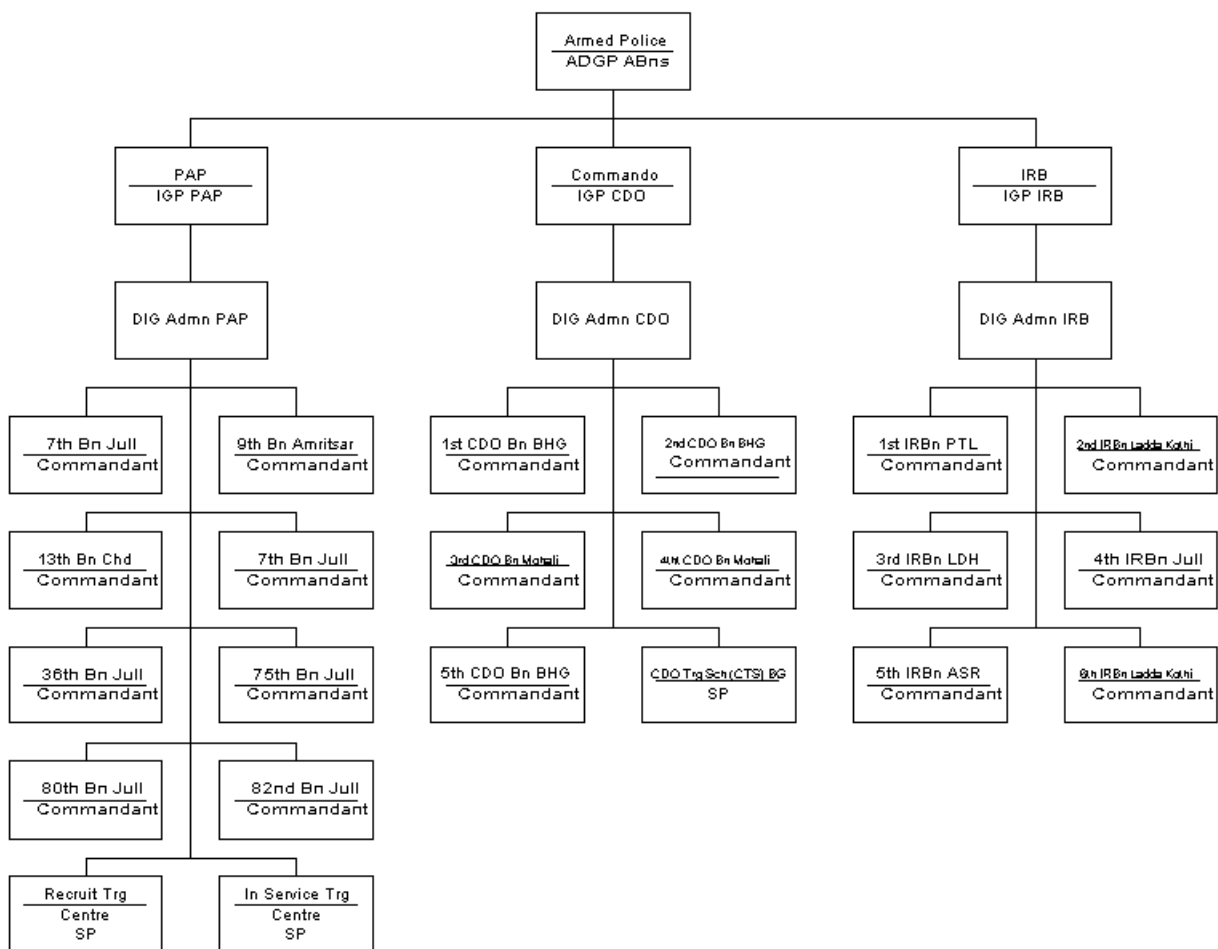 Armed Police
ADGP ABns
PAP
IGP PAP
Commando
IGP CDO
IRB
IGP IRB
DIG Admn PAP
DIG Admn CDO
DIG Admn IRB
7th Bn Jull
Commandant
9th Bn Amritsar
Commandant
1st CDO Bn BHG
Commandant
2nd CDO Bn BHG
Commandant
1st IRBn PTL
Commandant
2nd IRBn Ladda Kothi
Commandant
13th Bn Chd
Commandant
7th Bn Jull
Commandant
3rd CDO Bn Mohali
Commandant
4th CDO Bn Mohali
Commandant
3rd IRBn LDH
Commandant
4th IRBn Jull
Commandant
36th Bn Jull
Commandant
75th Bn Jull
Commandant
5th CDO Bn BHG
Commandant
CDO Trg Sch (CTS) BG
SP
5th IRBn ASR
Commandant
6th IRBn Ladda Kothi
Commandant
80th Bn Jull
Commandant
82nd Bn Jull
Commandant
Recruit Trg
Centre
SP
In Service Trg
Centre
SP